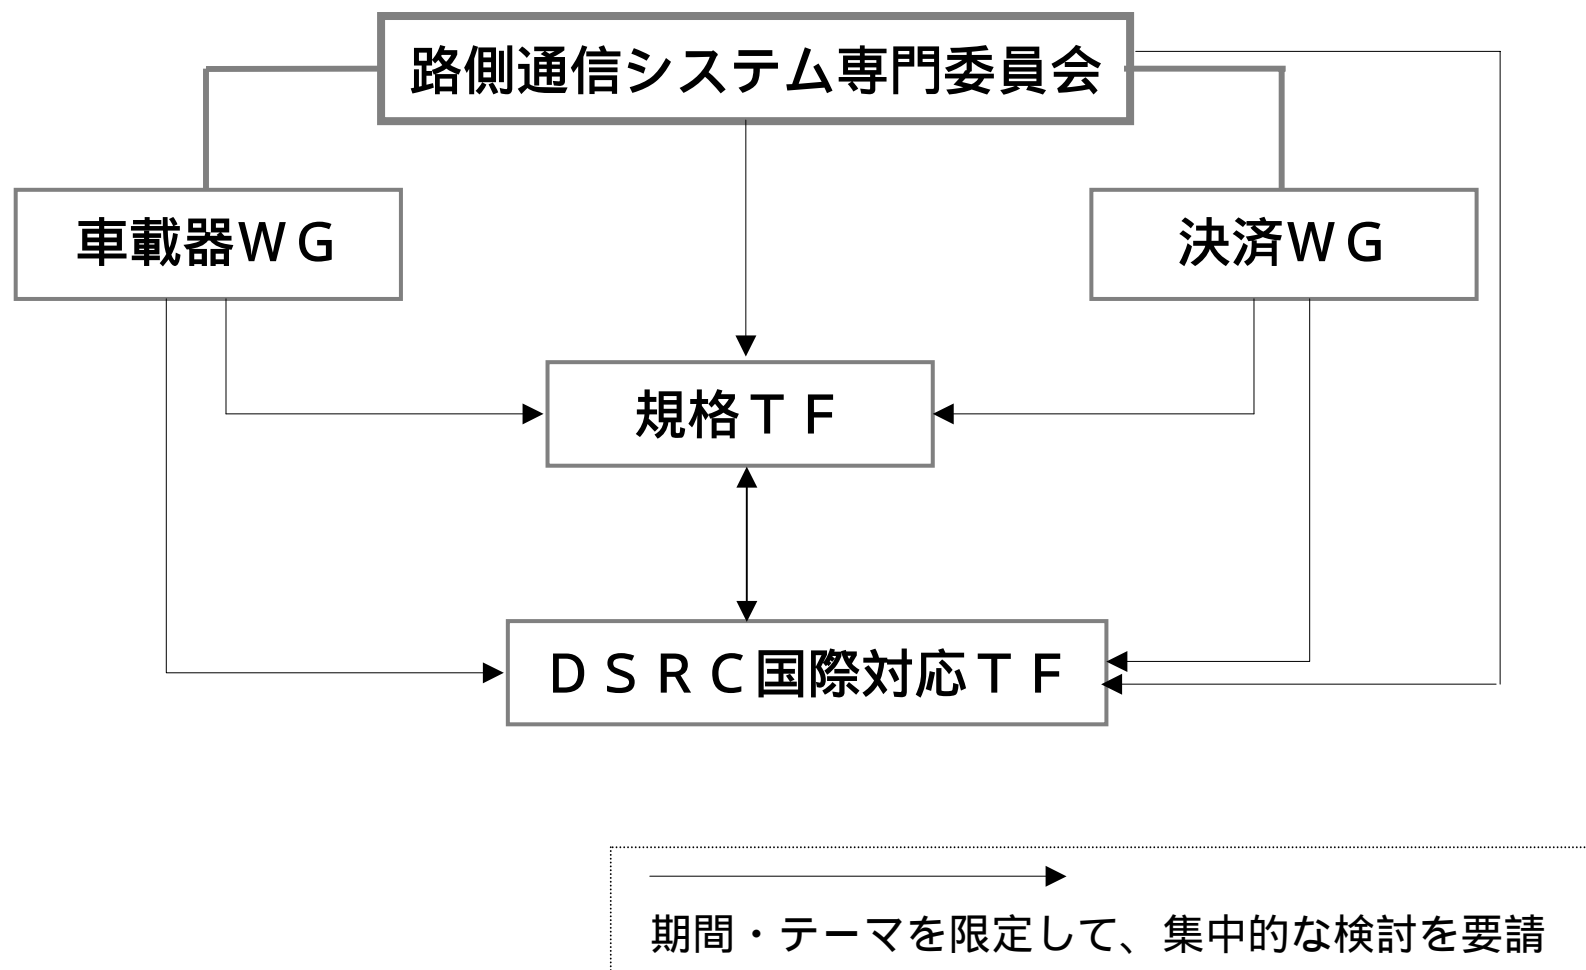 路側通信システム専門委員会
車載器ＷＧ
決済ＷＧ
規格ＴＦ
ＤＳＲＣ国際対応ＴＦ
期間・テーマを限定して、集中的な検討を要請